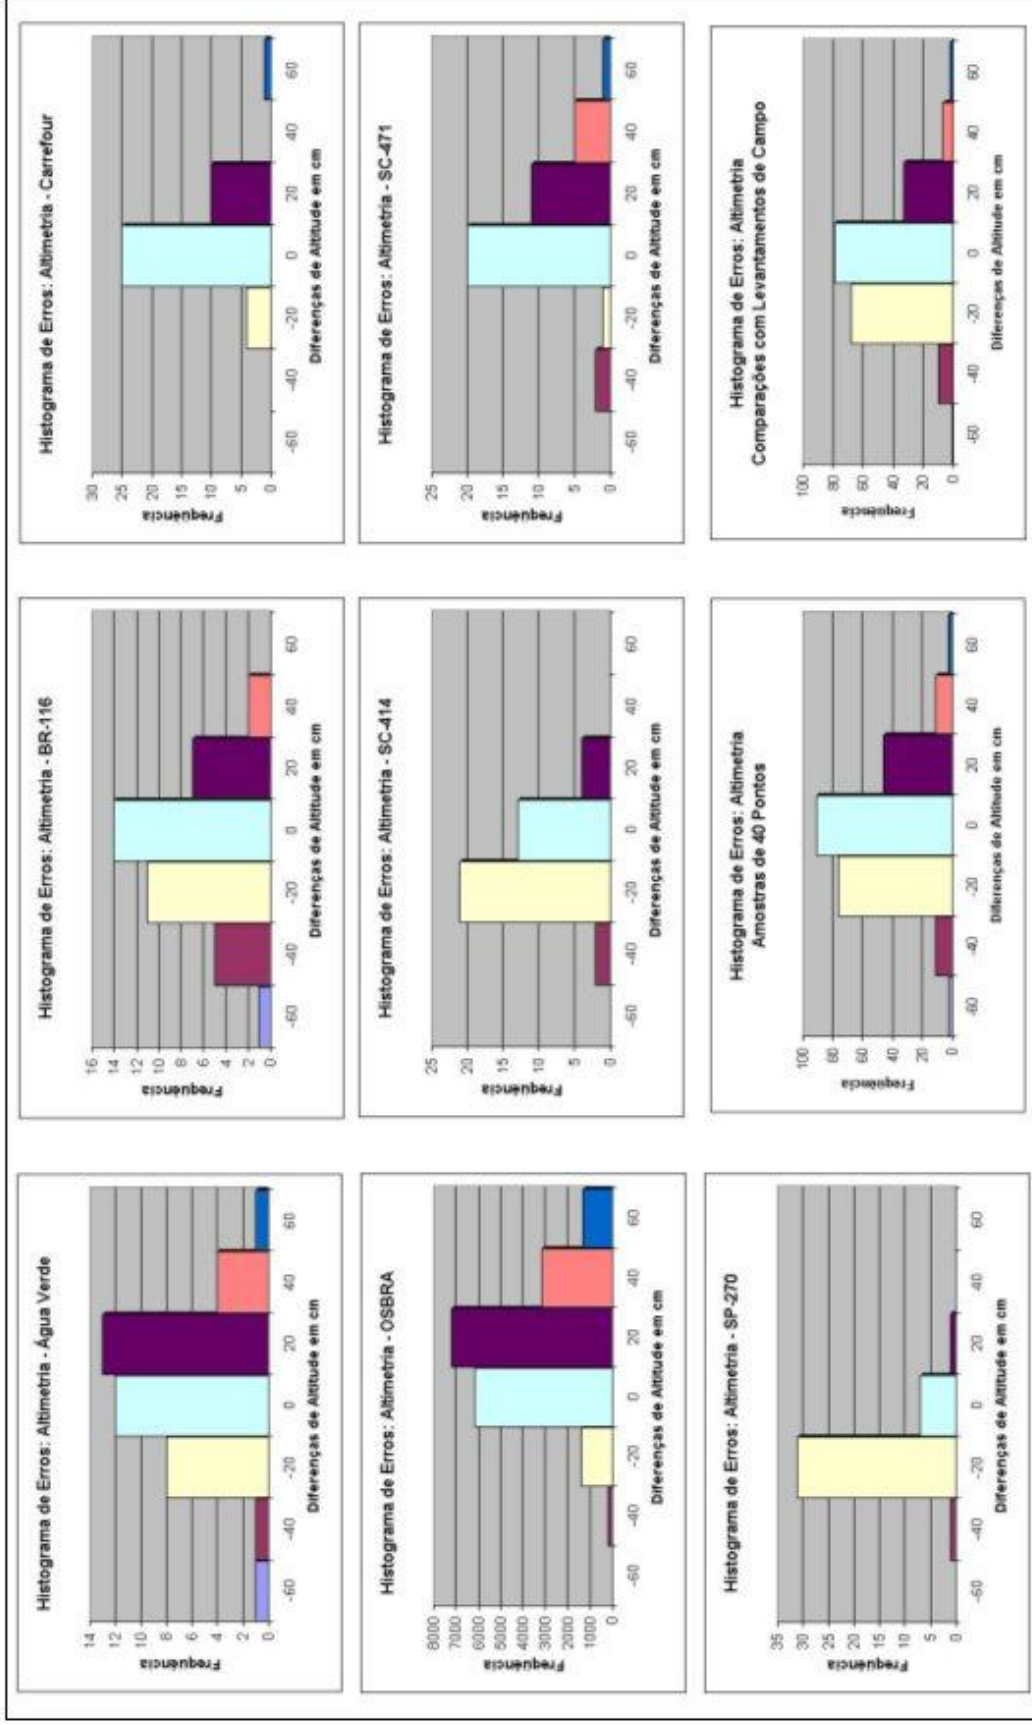 Histograma de Erros: Altimetria - Água Verde
Freqüência
14
12
10
8
6
4
2
0
-60 -40 -20 0 20 40 60
Diferenças de Altitude em cm
Histograma de Erros: Altimetria - BR-116
Freqüência
16
14
12
10
8
6
4
2
0
-60 -40 -20 0 20 40 60
Diferenças de Altitude em cm
Histograma de Erros: Altimetria - Carrefour
Freqüência
30
25
20
15
10
5
0
-60 -40 -20 0 20 40 60
Diferenças de Altitude em cm
Histograma de Erros: Altimetria - OSBRA
Freqüência
8000
7000
6000
5000
4000
3000
2000
1000
0
-60 -40 -20 0 20 40 60
Diferenças de Altitude em cm
Histograma de Erros: Altimetria - SC-414
Freqüência
25
20
15
10
5
0
-60 -40 -20 0 20 40 60
Diferenças de Altitude em cm
Histograma de Erros: Altimetria - SC-471
Freqüência
25
20
15
10
5
0
-60 -40 -20 0 20 40 60
Diferenças de Altitude em cm
Histograma de Erros: Altimetria - SP-270
Freqüência
35
30
25
20
15
10
5
0
-60 -40 -20 0 20 40 60
Diferenças de Altitude em cm
Histograma de Erros: Altimetria
Amostras de 40 Pontos
Freqüência
100
80
60
40
20
0
-60 -40 -20 0 20 40 60
Diferenças de Altitude em cm
Histograma de Erros: Altimetria
Comparações com Levantamentos de Campo
Freqüência
100
80
60
40
20
0
-60 -40 -20 0 20 40 60
Diferenças de Altitude em cm